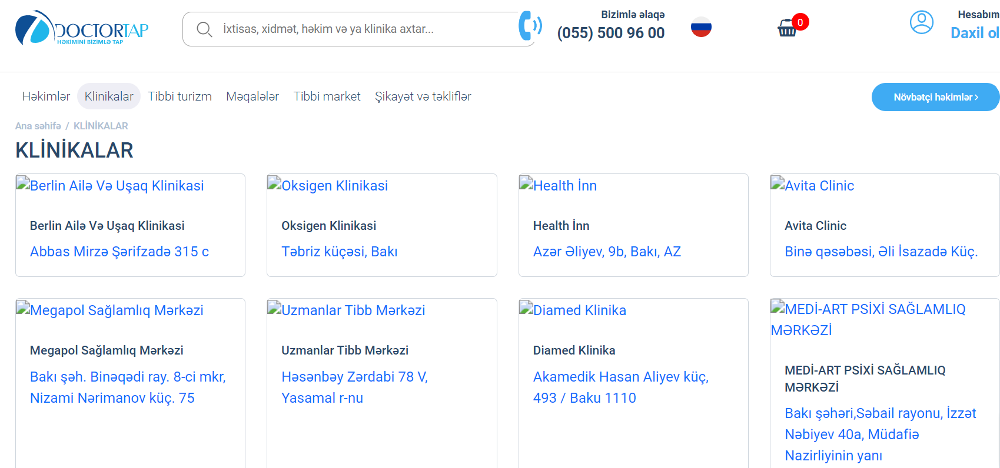 DOCTORTAP
HƏKİMİNİ BİZİMLƏ TAP
İxtisas, xidmət, həkim və ya klinika axtar...
Bizimlə əlaqə
(055) 500 96 00
0
Hesabım
Daxil ol
Həkimlər Klinikalar Tibbi turizm Məqalələr Tibbi market Şikayət və təkliflər
Növbətçi həkimlər
Ana səhifə / KLİNİKALAR
KLİNİKALAR
Berlin Ailə Və Uşaq Klinikasi
Berlin Ailə Və Uşaq Klinikasi
Abbas Mirzə Şərifzadə 315 c
Oksigen Klinikasi
Oksigen Klinikasi
Təbriz küçəsi, Bakı
Health İnn
Health İnn
Azər Əliyev, 9b, Bakı, AZ
Avita Clinic
Avita Clinic
Binə qəsəbəsi, Əli İsazadə Küç.
Megapol Sağlamlıq Mərkəzi
Megapol Sağlamlıq Mərkəzi
Bakı şəh. Binəqədi ray. 8-ci mkr,
Nizami Nərimanov küç. 75
Uzmanlar Tibb Mərkəzi
Uzmanlar Tibb Mərkəzi
Həsənbəy Zərdabi 78 V,
Yasamal r-nu
Diamed Klinika
Diamed Klinika
Akamedik Hasan Aliyev küç,
493 / Baku 1110
MEDİ-ART PSİXİ SAĞLAMLIQ
MƏRKƏZİ
MEDİ-ART PSİXİ SAĞLAMLIQ
MƏRKƏZİ
Bakı şəhəri,Səbail rayonu, İzzət
Nəbiyev 40a, Müdafiə
Nazirliyinin yanı